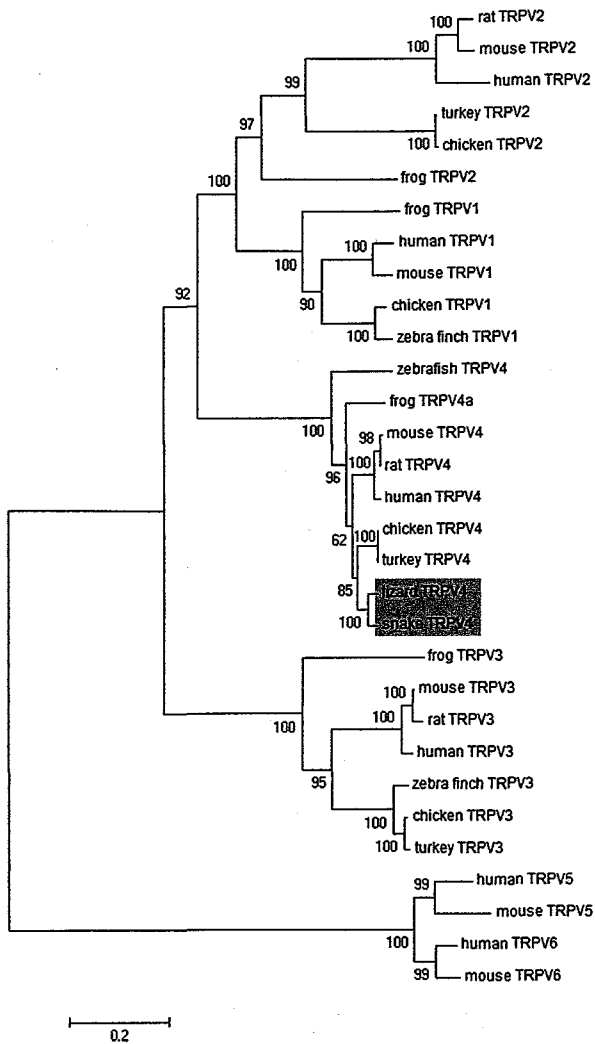 100 rat TRPV2
100 mouse TRPV2
99 human TRPV2
97 turkey TRPV2
100 chicken TRPV2
100 frog TRPV2
frog TRPV1
100 human TRPV1
100 mouse TRPV1
92 90 chicken TRPV1
100 zebra finch TRPV1
zebrafish TRPV4
frog TRPV4a
100 98 mouse TRPV4
100 rat TRPV4
96 human TRPV4
62 100 chicken TRPV4
turkey TRPV4
85 lizard TRPV4
100 snake TRPV4
frog TRPV3
100 mouse TRPV3
100 100 rat TRPV3
human TRPV3
95 zebra finch TRPV3
100 chicken TRPV3
100 turkey TRPV3
99 human TRPV5
mouse TRPV5
100 human TRPV6
99 mouse TRPV6
0.2